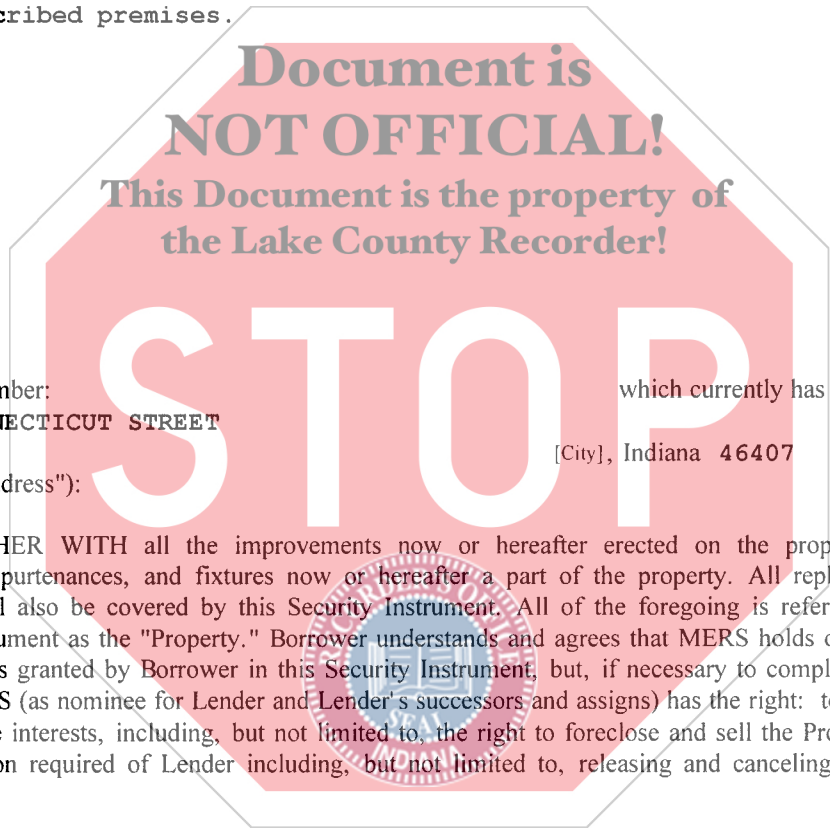 cribed premises.
Document is
NOT OFFICIAL!
This Document is the property of
the Lake County Recorder!
STOP
mber: which currently has
NECTICUT STREET
[City], Indiana 46407
dress"):
HER WITH all the improvements now or hereafter erected on the prop
purtenances, and fixtures now or hereafter a part of the property. All repl
l also be covered by this Security Instrument. All of the foregoing is refer
ument as the "Property." Borrower understands and agrees that MERS holds o
s granted by Borrower in this Security Instrument, but, if necessary to compl
S (as nominee for Lender and Lender's successors and assigns) has the right: t
e interests, including, but not limited to, the right to foreclose and sell the Pro
on required of Lender including, but not limited to, releasing and canceling
RECORDER'S OFFICE
SEAL
INDIANA